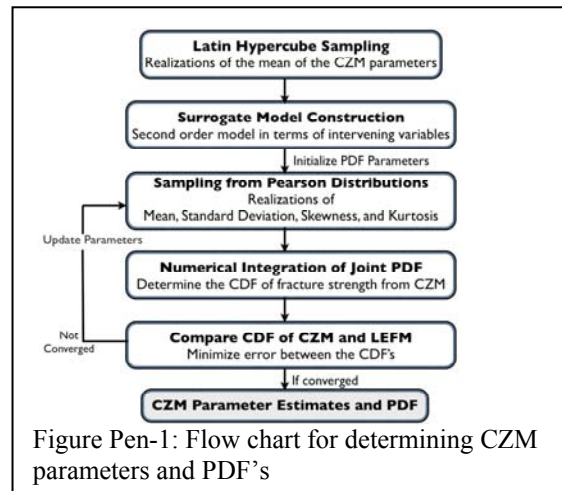 Latin Hypercube Sampling
Realizations of the mean of the CZM parameters
Surrogate Model Construction
Second order model in terms of intervening variables
Initialize PDF Parameters
Sampling from Pearson Distributions
Realizations of
Mean, Standard Deviation, Skewness, and Kurtosis
Update Parameters
Numerical Integration of Joint PDF
Determine the CDF of fracture strength from CZM
Not
Converged
Compare CDF of CZM and LEFM
Minimize error between the CDF's
If converged
CZM Parameter Estimates and PDF
Figure Pen-1: Flow chart for determining CZM
parameters and PDF's